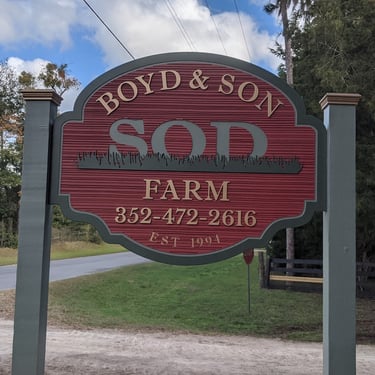 BOYD & SON
SOD
FARM
352-472-2616
EST 1994